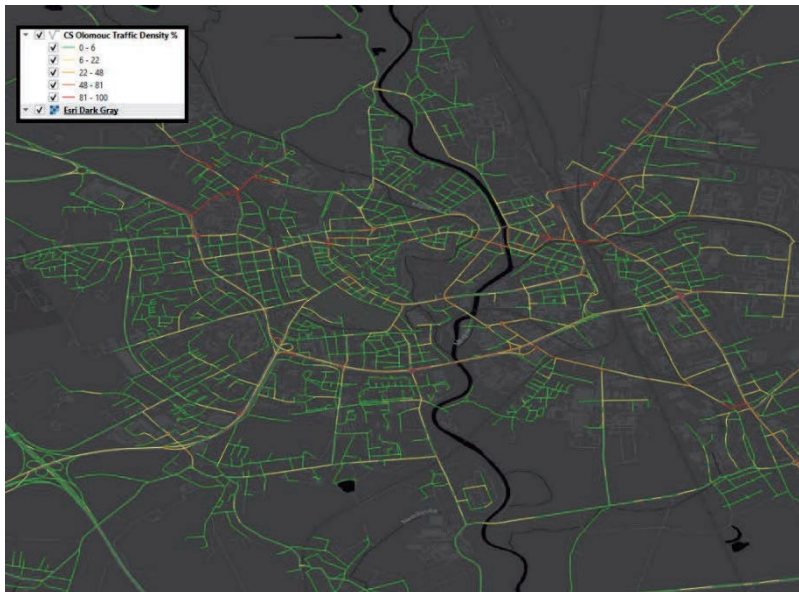 CS Olomouc Traffic Density %
0 - 6
6 - 22
22 - 48
48 - 81
81 - 100
Esri Dark Gray